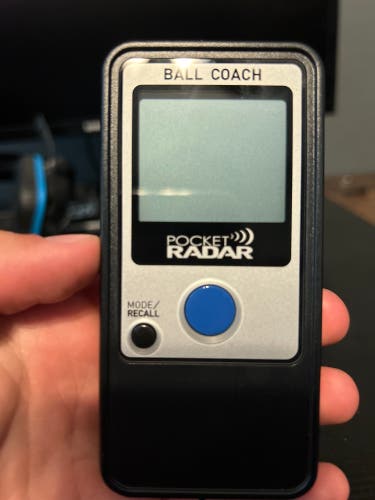 BALL COACH
POCKET
RADAR
MODE/
RECALL